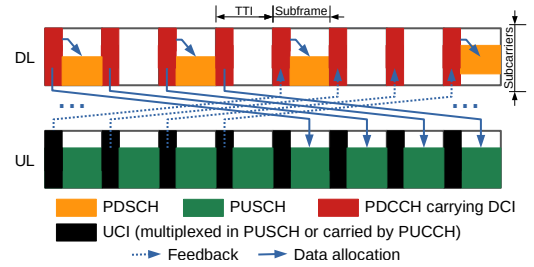 TTI
Subframe
DL
Subcarriers
...
...
UL
PDSCH
PUSCH
PDCCH carrying DCI
UCI (multiplexed in PUSCH or carried by PUCCH)
Feedback
Data allocation